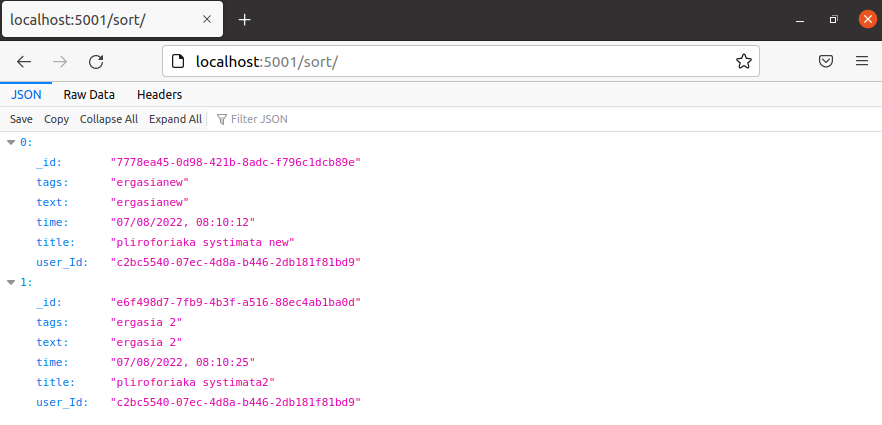 localhost:5001/sort/
localhost:5001/sort/
JSON Raw Data Headers
Save Copy Collapse All Expand All Filter JSON
0:
_id: "7778ea45-0d98-421b-8adc-f796c1dcb89e"
tags: "ergasianew"
text: "ergasianew"
time: "07/08/2022, 08:10:12"
title: "pliroforiaka systimata new"
user_Id: "c2bc5540-07ec-4d8a-b446-2db181f81bd9"
1:
_id: "e6f498d7-7fb9-4b3f-a516-88ec4ab1ba0d"
tags: "ergasia 2"
text: "ergasia 2"
time: "07/08/2022, 08:10:25"
title: "pliroforiaka systimata2"
user_Id: "c2bc5540-07ec-4d8a-b446-2db181f81bd9"